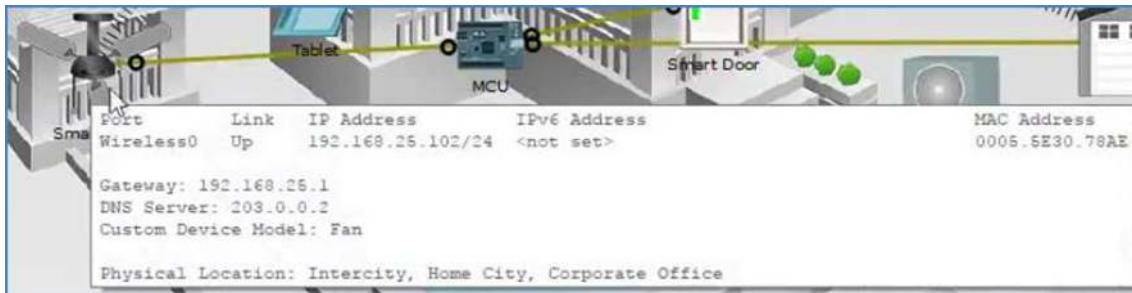 Tablet
MCU
Smart Door
Sma
Port Link IP Address IPv6 Address MAC Address
Wireless0 Up 192.168.25.102/24 <not set> 0005.5E30.78AE
Gateway: 192.168.25.1
DNS Server: 203.0.0.2
Custom Device Model: Fan
Physical Location: Intercity, Home City, Corporate Office